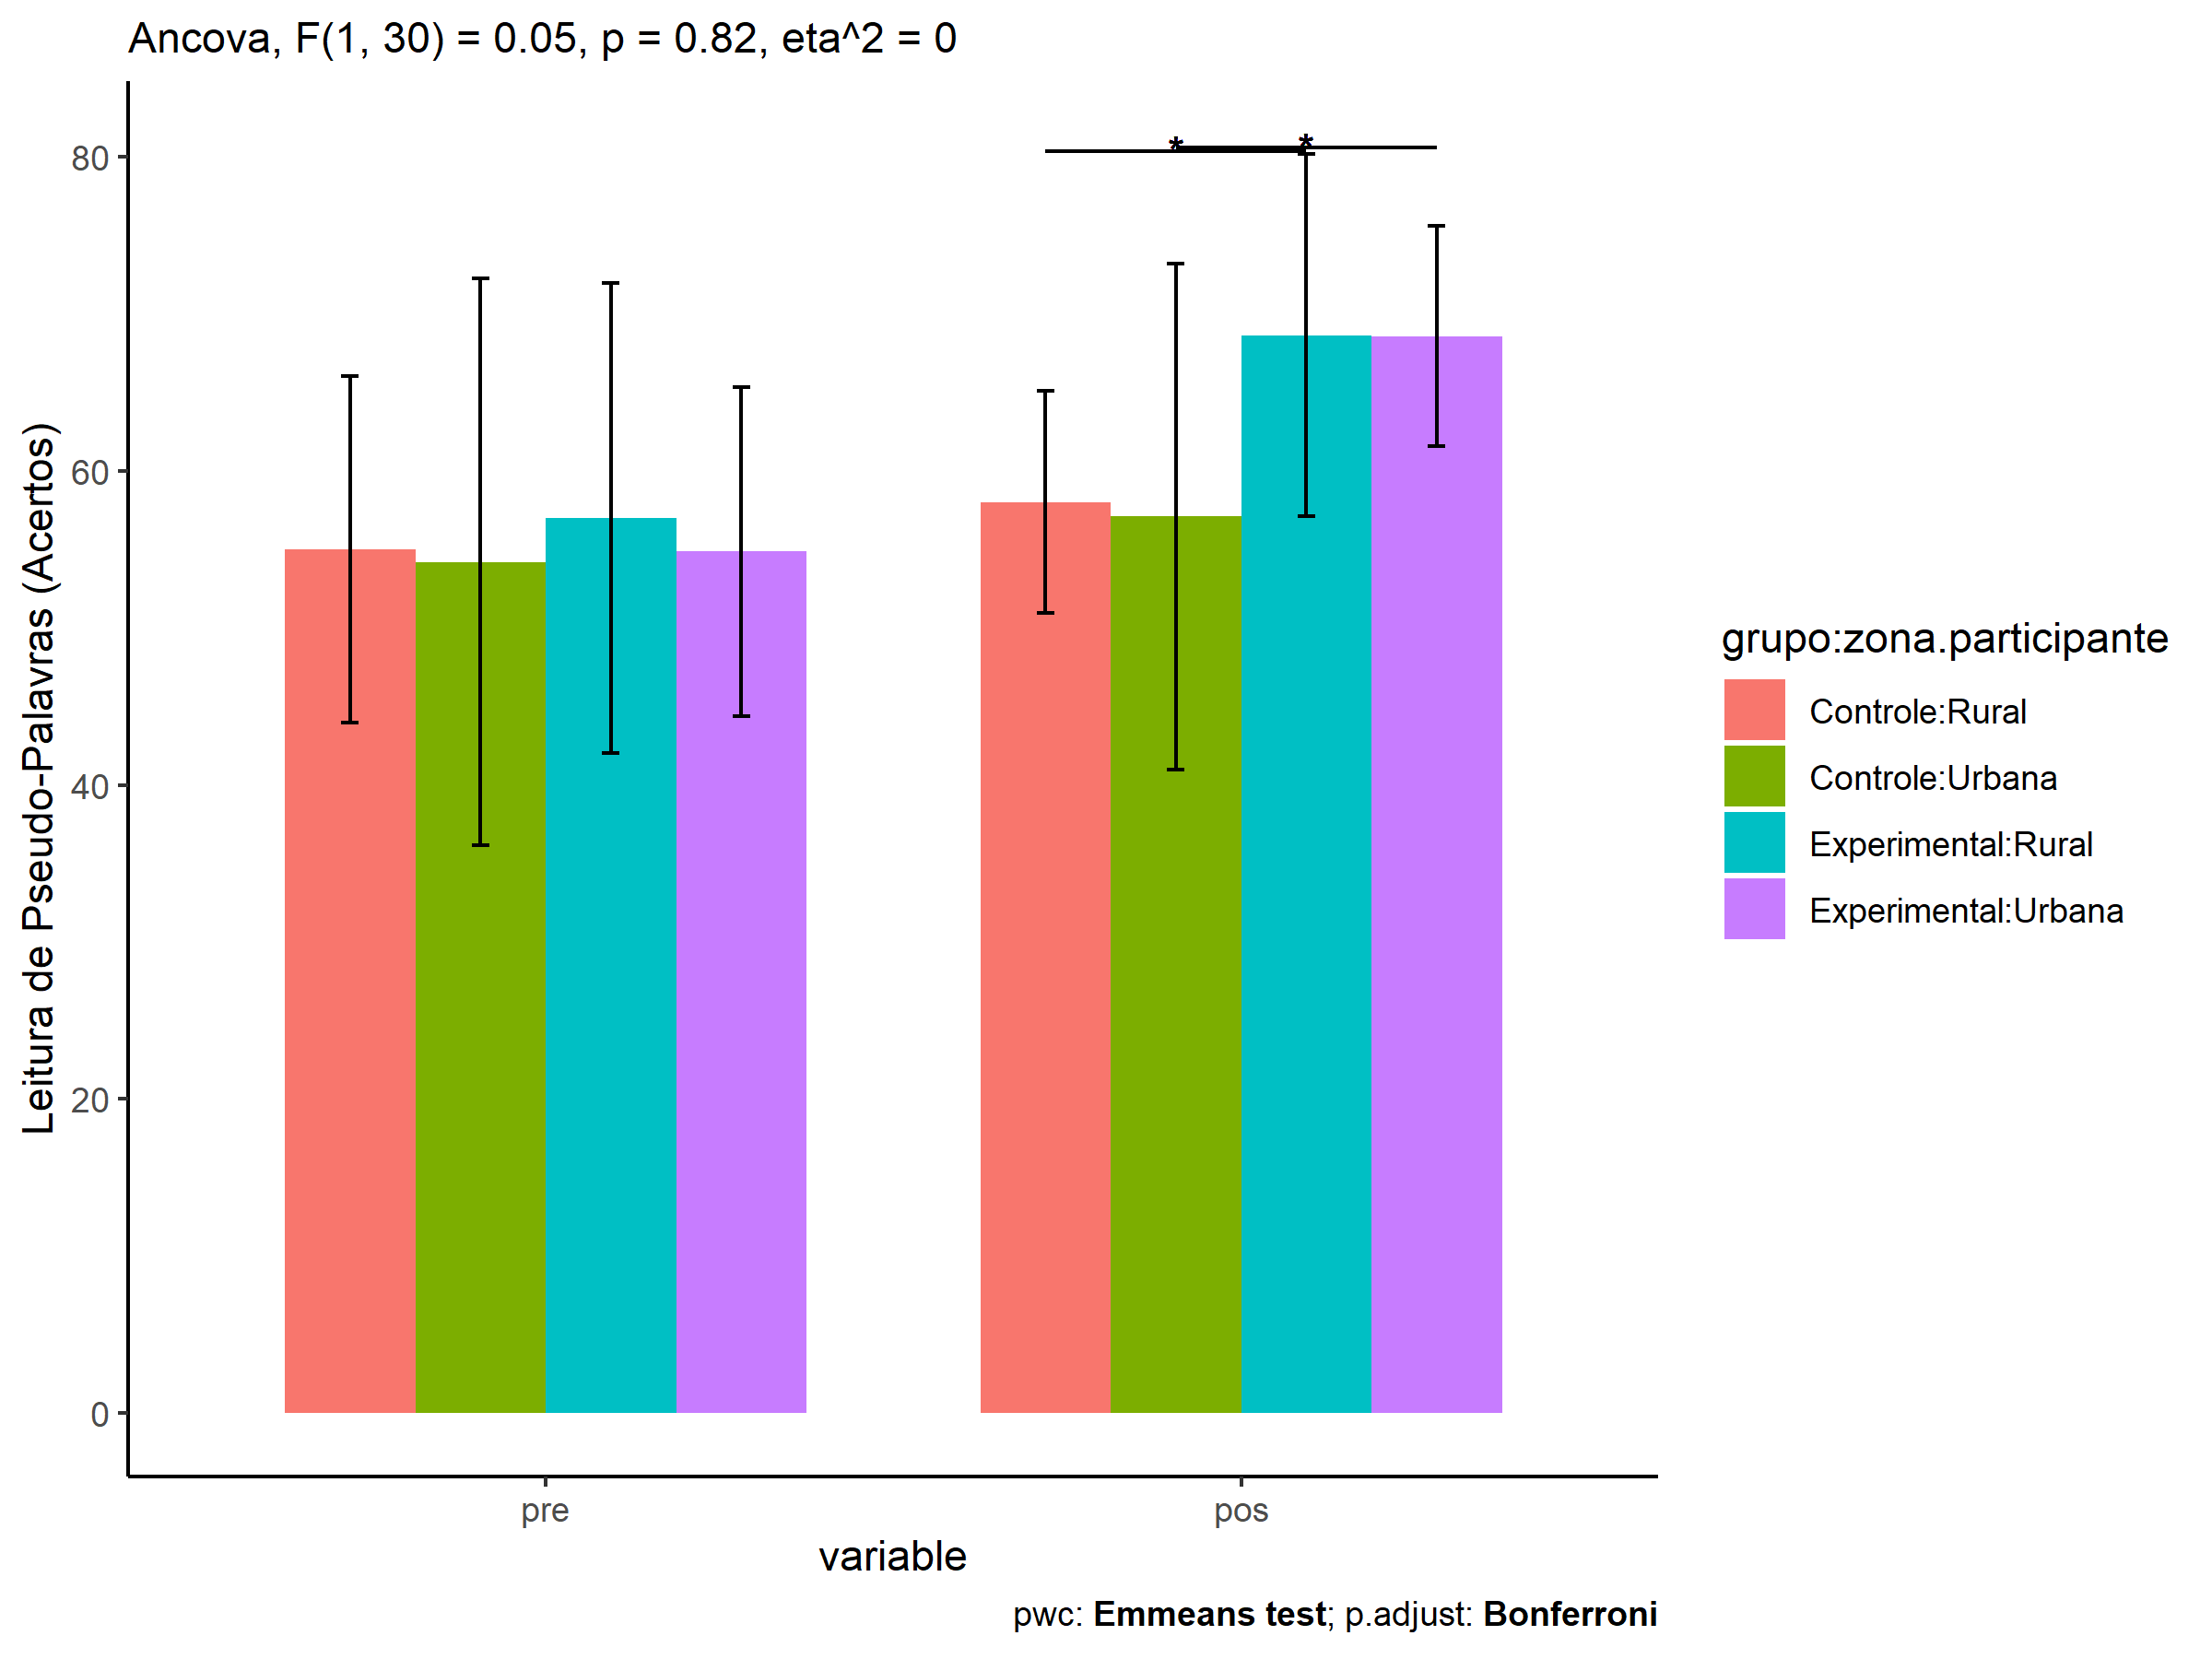 Ancova, F(1, 30) = 0.05, p = 0.82, eta^2 = 0
Leitura de Pseudo-Palavras (Acertos)
80
60
40
20
0
*
*
pre
pos
variable
grupo:zona.participante
Controle:Rural
Controle:Urbana
Experimental:Rural
Experimental:Urbana
pwc: Emmeans test; p.adjust: Bonferroni